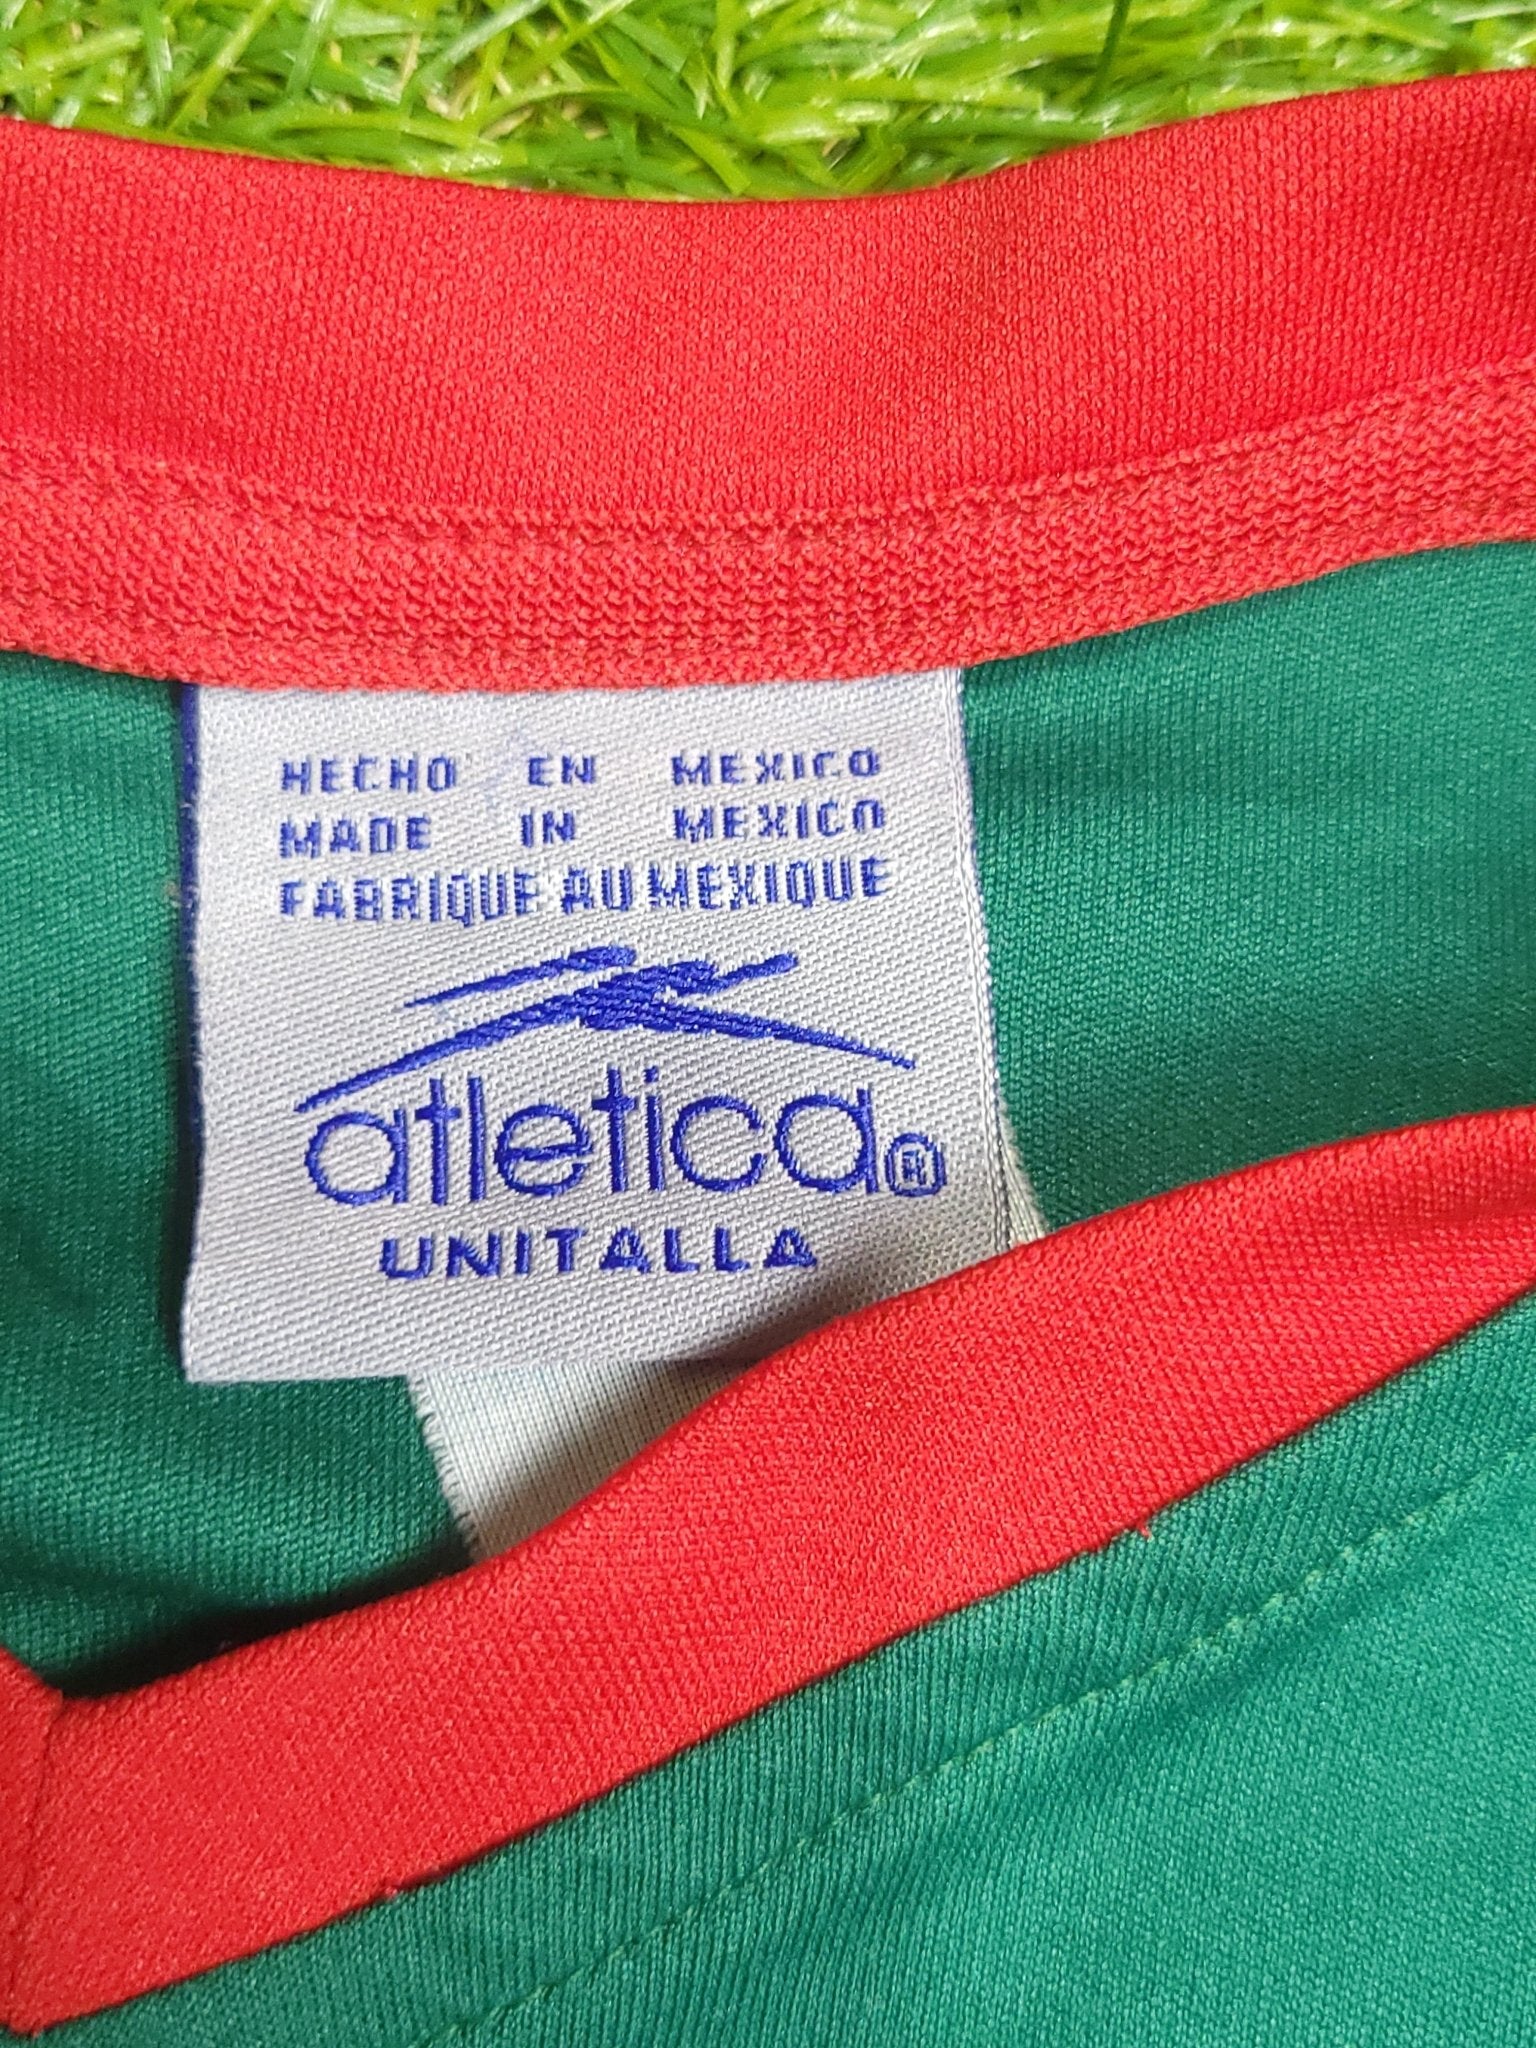 HECHO EN MEXICO
MADE IN MEXICO
FABRIQUE AU MEXIQUE
atletica®
UNITALLA